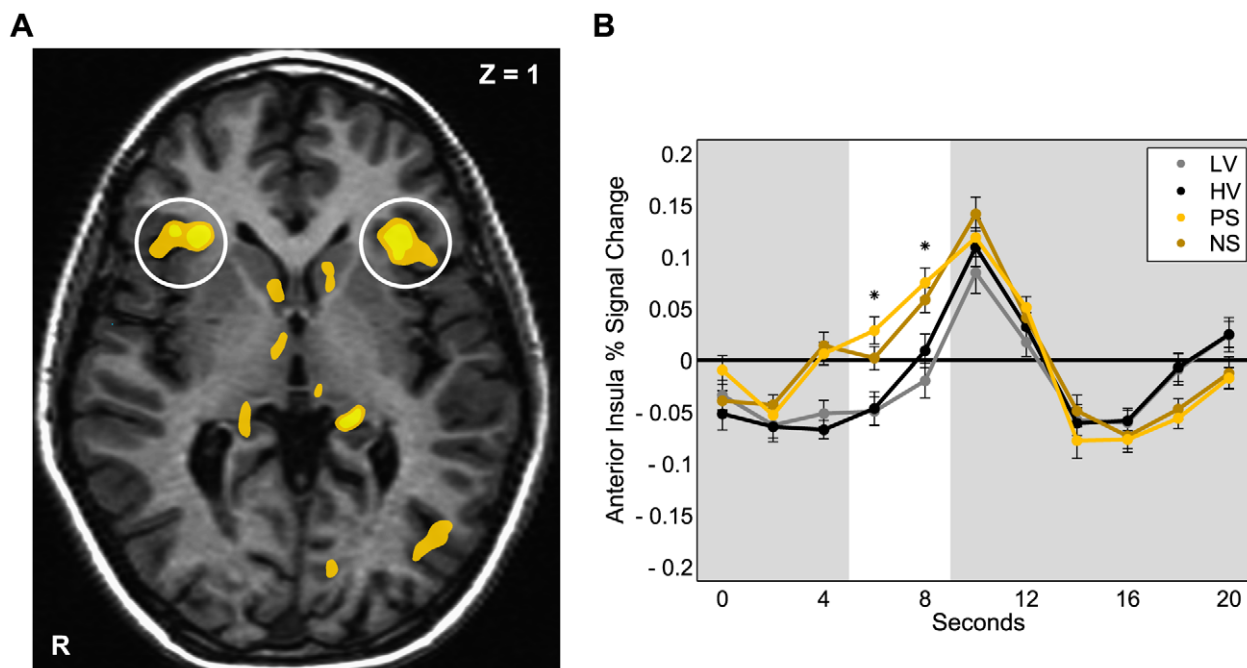 A
Z = 1
R
B
Anterior Insula % Signal Change
0.2
0.15
0.1
0.05
0
- 0.05
- 0.1
- 0.15
- 0.2
LV
HV
PS
NS
*
*
0 4 8 12 16 20
Seconds